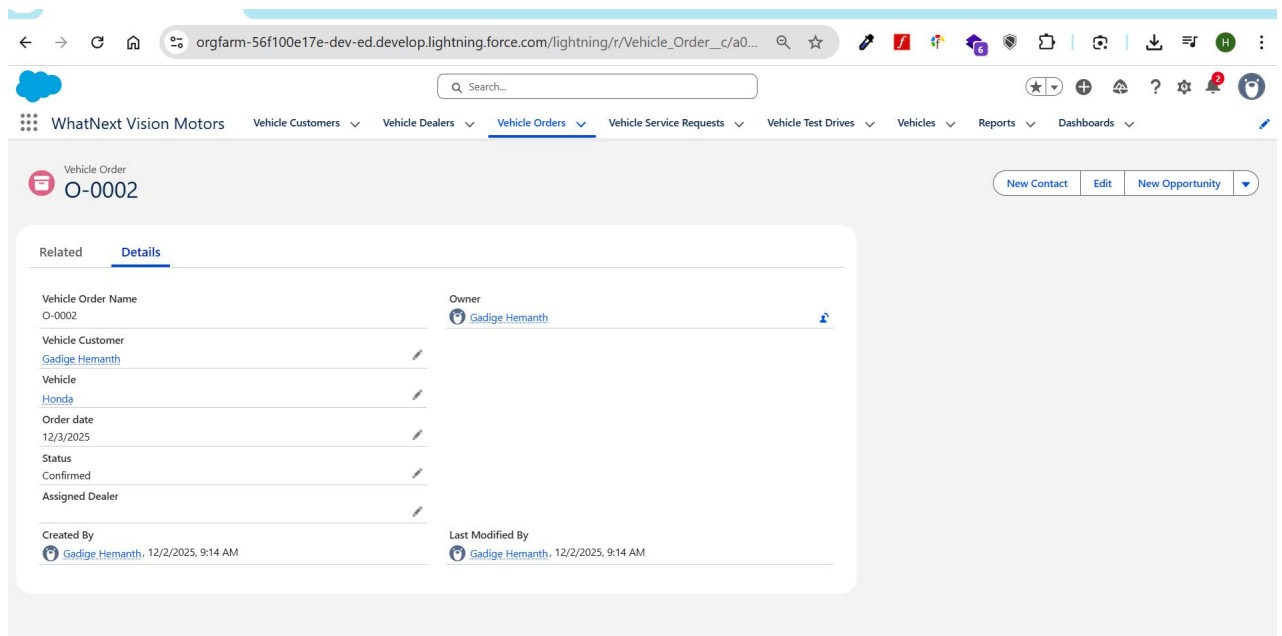 orgfarm-56f100e17e-dev-ed.develop.lightning.force.com/lightning/r/Vehicle_Order__c/a0...
6
H
Search...
2
WhatNext Vision Motors Vehicle Customers Vehicle Dealers Vehicle Orders Vehicle Service Requests Vehicle Test Drives Vehicles Reports Dashboards
Vehicle Order
O-0002
New Contact Edit New Opportunity
Related Details
Vehicle Order Name
O-0002
Owner
Gadige Hemanth
Vehicle Customer
Gadige Hemanth
Vehicle
Honda
Order date
12/3/2025
Status
Confirmed
Assigned Dealer
Created By
Gadige Hemanth, 12/2/2025, 9:14 AM
Last Modified By
Gadige Hemanth, 12/2/2025, 9:14 AM